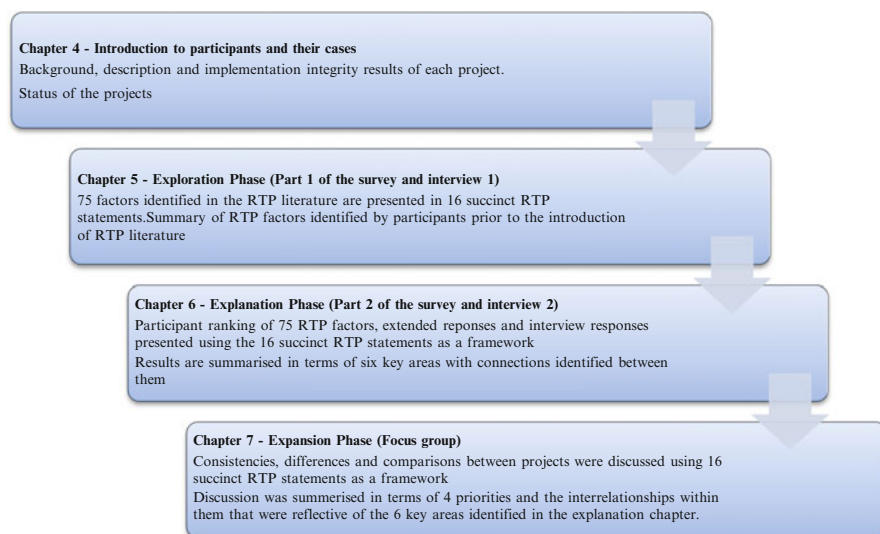 Chapter 4 - Introduction to participants and their cases
Background, description and implementation integrity results of each project.
Status of the projects
Chapter 5 - Exploration Phase (Part 1 of the survey and interview 1)
75 factors identified in the RTP literature are presented in 16 succinct RTP
statements.Summary of RTP factors identified by participants prior to the introduction
of RTP literature
Chapter 6 - Explanation Phase (Part 2 of the survey and interview 2)
Participant ranking of 75 RTP factors, extended reponses and interview responses
presented using the 16 succinct RTP statements as a framework
Results are summarised in terms of six key areas with connections identified between
them
Chapter 7 - Expansion Phase (Focus group)
Consistencies, differences and comparisons between projects were discussed using 16
succinct RTP statements as a framework
Discussion was summerised in terms of 4 priorities and the interrelationships within
them that were reflective of the 6 key areas identified in the explanation chapter.